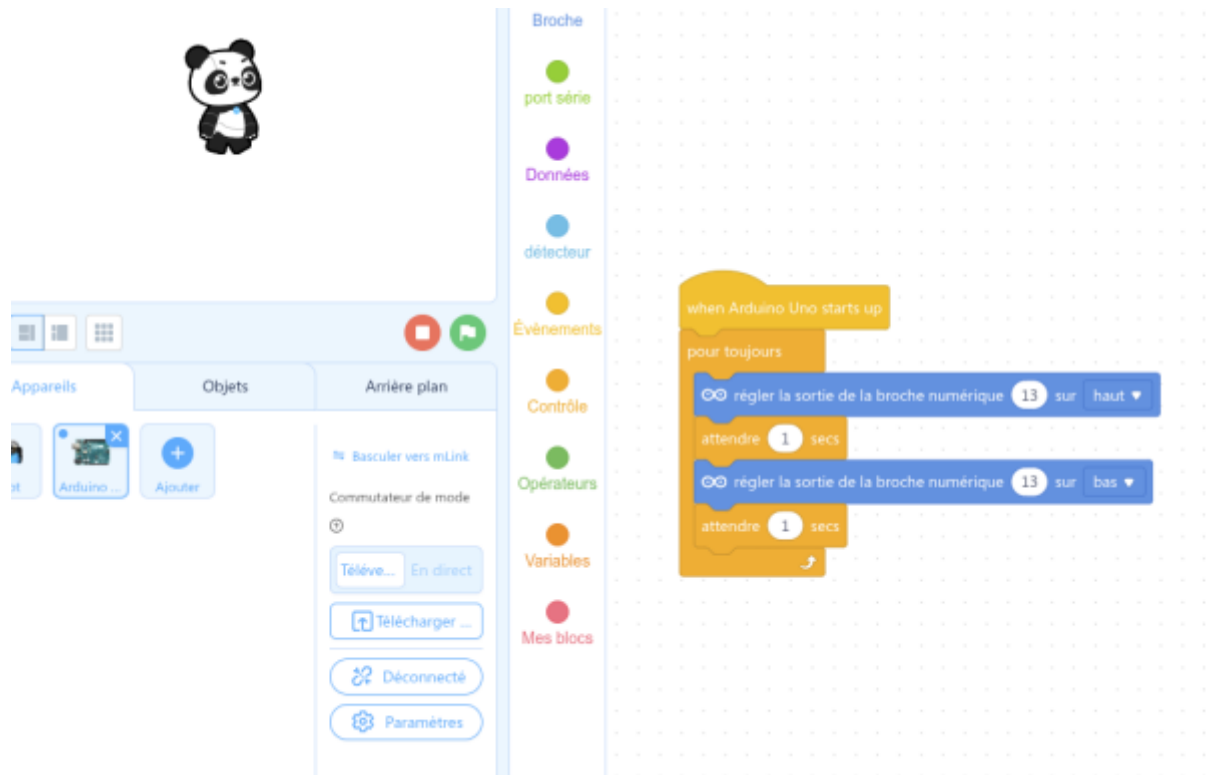 Broche
port série
Données
détecteur
Évènements
Contrôle
Opérateurs
Variables
Mes blocs
Appareils
Objets
Arrière plan
Arduino ...
Ajouter
Basculer vers mLink
Commutateur de mode
Téléve... En direct
Télécharger ...
Déconnecté
Paramètres
when Arduino Uno starts up
pour toujours
régler la sortie de la broche numérique 13 sur haut
attendre 1 secs
régler la sortie de la broche numérique 13 sur bas
attendre 1 secs